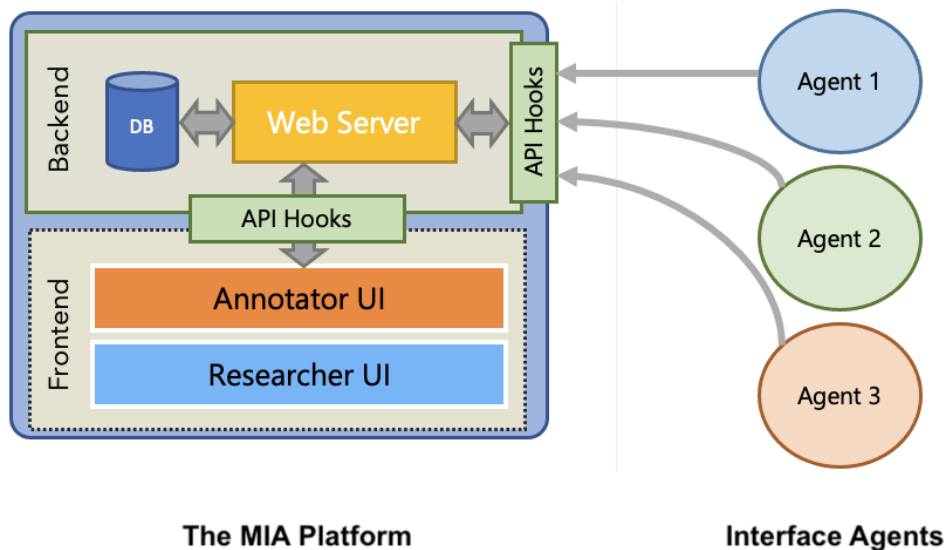 Backend
DB
Web Server
API Hooks
API Hooks
Frontend
Annotator UI
Researcher UI
Agent 1
Agent 2
Agent 3
The MIA Platform
Interface Agents